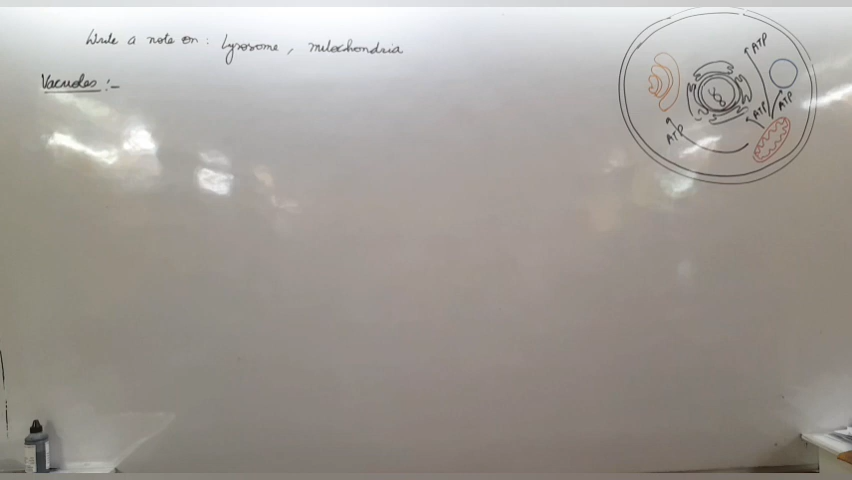 Write a note on : Lysosome , mitochondria
Vacuoles :-
ATP
ATP
ATP
ATP